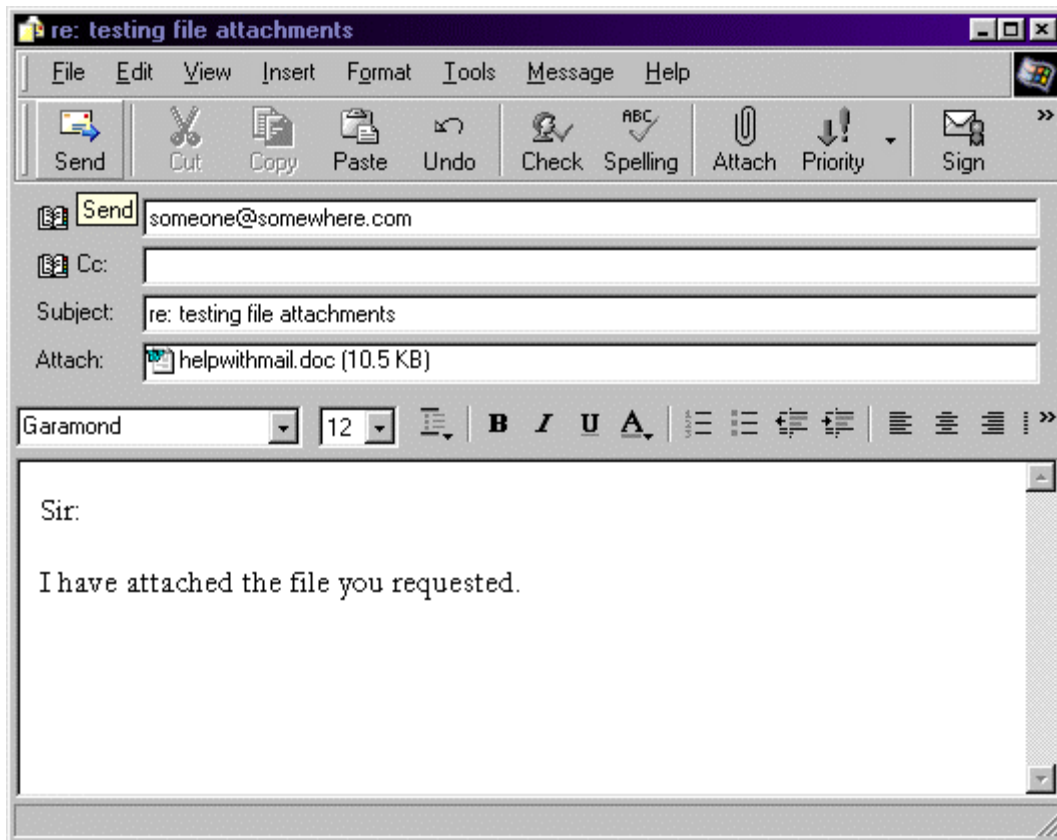 re: testing file attachments
File Edit View Insert Format Tools Message Help
ABC
Send Cut Copy Paste Undo Check Spelling Attach Priority Sign
Send someone@somewhere.com
Cc:
Subject: re: testing file attachments
Attach: helpwithmail.doc (10.5 KB)
Garamond 12 B I U A
Sir:
I have attached the file you requested.